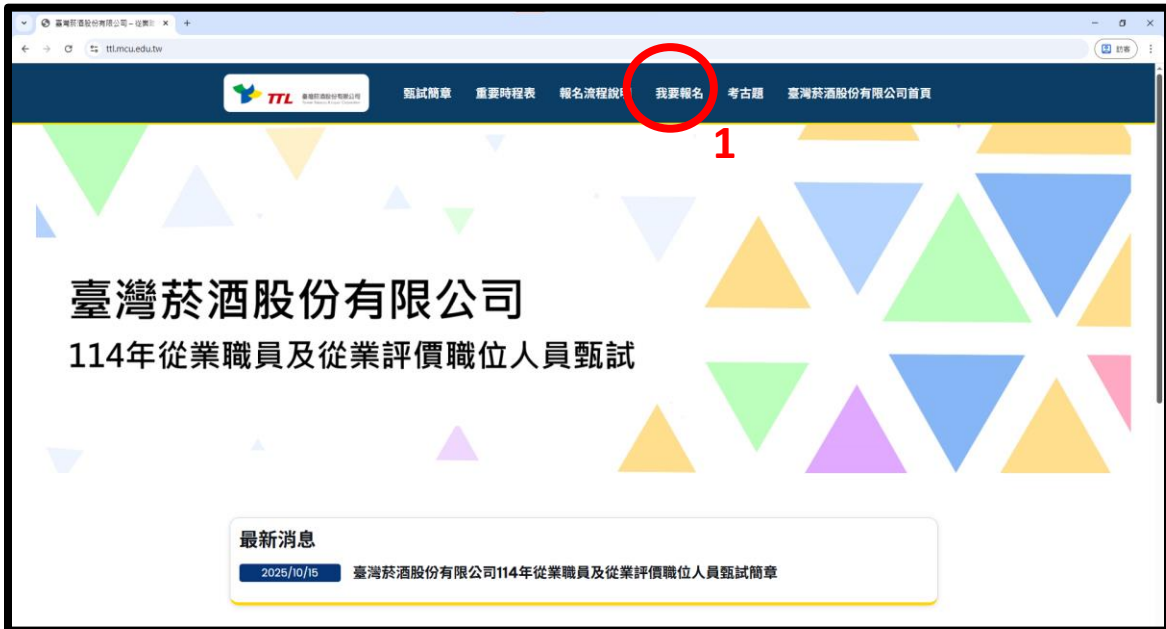 臺灣菸酒股份有限公司 – 從業
ttl.mcu.edu.tw
訪客
TTL 臺灣菸酒股份有限公司
甄試簡章 重要時程表 報名流程說明 我要報名 考古題 臺灣菸酒股份有限公司首頁
1
臺灣菸酒股份有限公司
114年從業職員及從業評價職位人員甄試
最新消息
2025/10/15 臺灣菸酒股份有限公司114年從業職員及從業評價職位人員甄試簡章